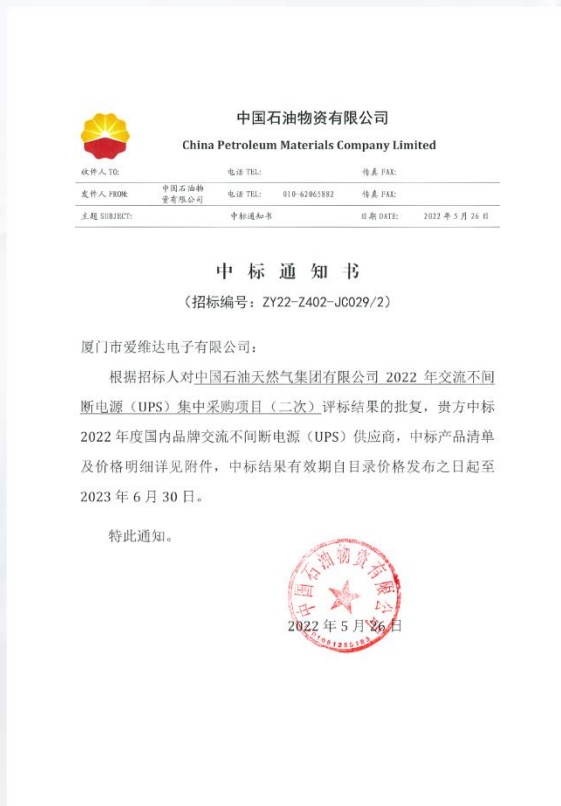 中国石油物资有限公司
China Petroleum Materials Company Limited
收件人 TO: 电话 TEL: 传真 FAX:
发件人 FROM: 中国石油物资有限公司 电话 TEL: 010-62065882 传真 FAX:
主题 SUBJECT: 中标通知书 日期 DATE: 2022 年 5 月 26 日
中标通知书
（招标编号：ZY22-Z402-JC029/2）
厦门市爱维达电子有限公司：
根据招标人对中国石油天然气集团有限公司 2022 年交流不间
断电源（UPS）集中采购项目（二次）评标结果的批复，贵方中标
2022 年度国内品牌交流不间断电源（UPS）供应商，中标产品清单
及价格明细详见附件，中标结果有效期自目录价格发布之日起至
2023 年 6 月 30 日。
特此通知。
中国石油物资有限公司
2022 年 5 月 26 日